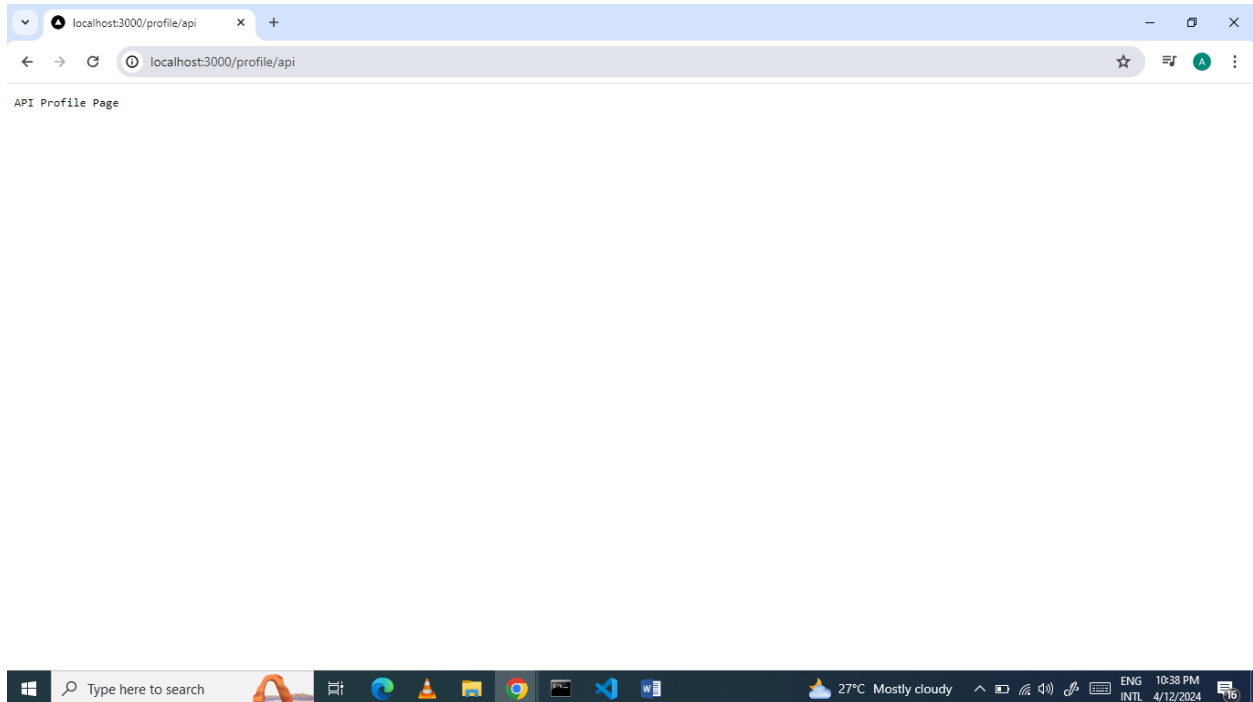 localhost:3000/profile/api
localhost:3000/profile/api
A
API Profile Page
Type here to search
27°C Mostly cloudy
ENG
INTL
10:38 PM
4/12/2024
16